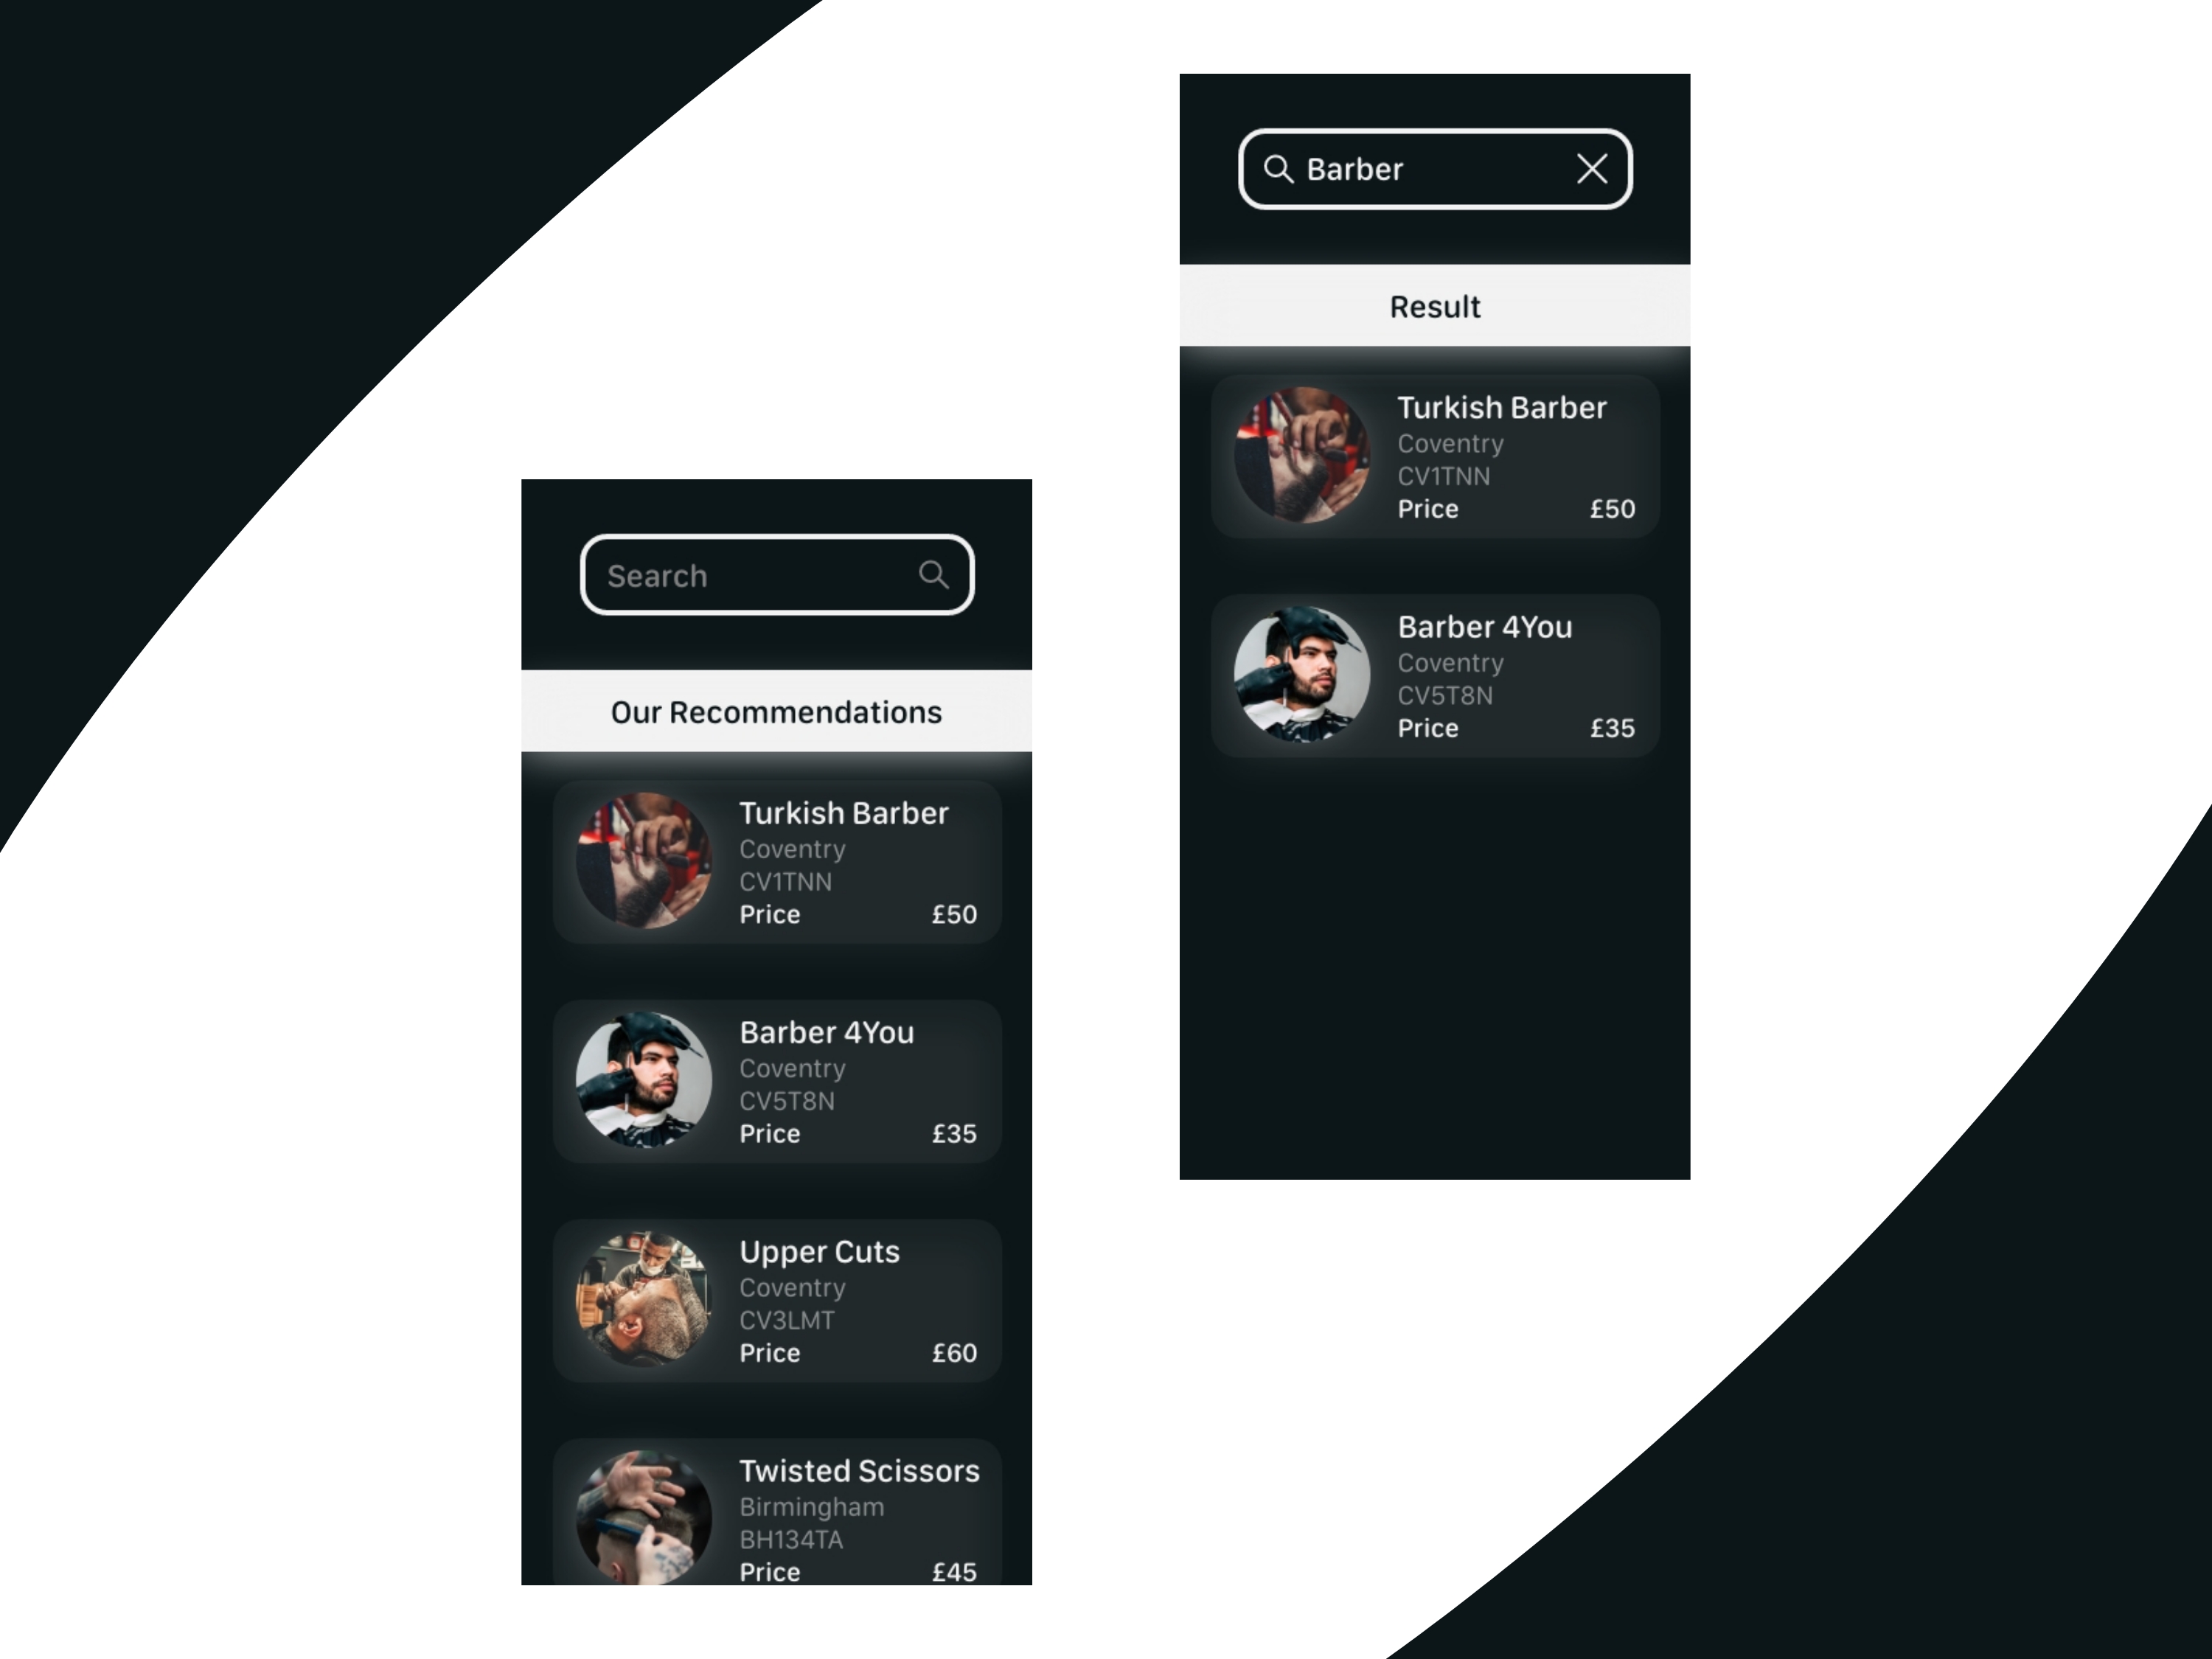 Search
Our Recommendations
Turkish Barber
Coventry
CV1TNN
Price £50
Barber 4You
Coventry
CV5T8N
Price £35
Upper Cuts
Coventry
CV3LMT
Price £60
Twisted Scissors
Birmingham
BH134TA
Price £45
Barber
Result
Turkish Barber
Coventry
CV1TNN
Price £50
Barber 4You
Coventry
CV5T8N
Price £35